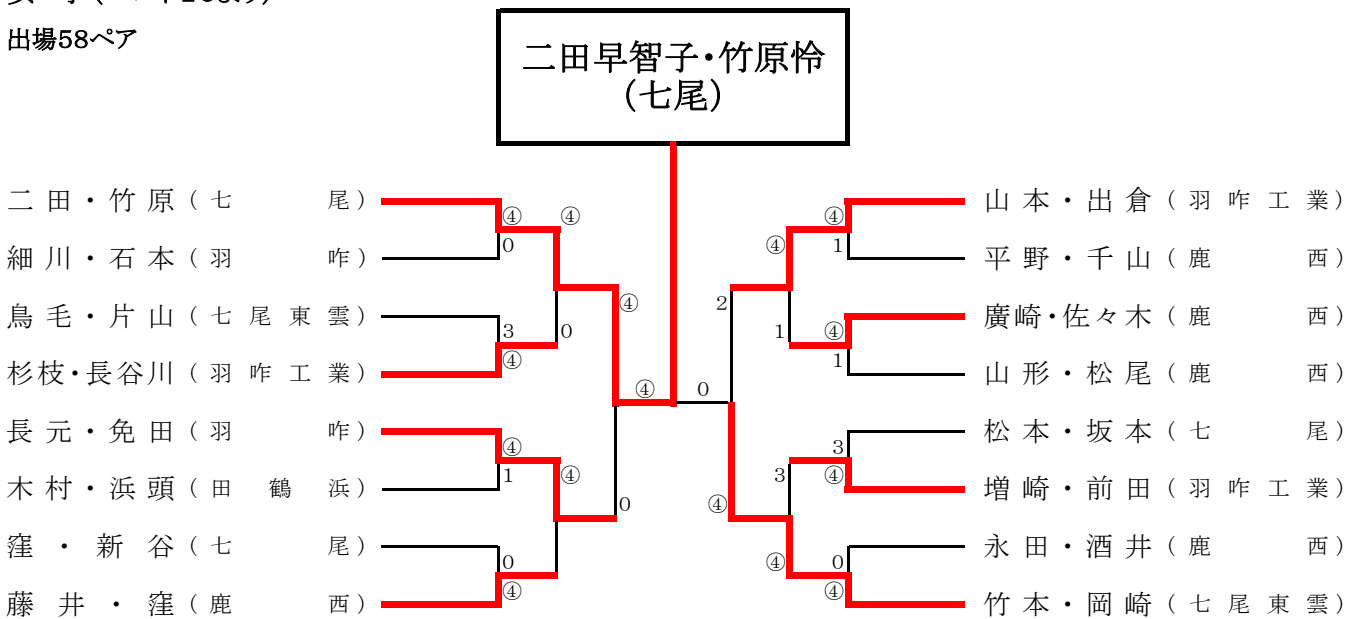 出場58ペア
二田早智子・竹原怜
(七尾)
二田・竹原(七尾)
細川・石本(羽咋)
鳥毛・片山(七尾東雲)
杉枝・長谷川(羽咋工業)
長元・免田(羽咋)
木村・浜頭(田鶴浜)
窪・新谷(七尾)
藤井・窪(鹿西)
④
0
④
3
④
0
④
④
1
④
0
④
0
④
0
山本・出倉(羽咋工業)
平野・千山(鹿西)
廣崎・佐々木(鹿西)
山形・松尾(鹿西)
松本・坂本(七尾)
増崎・前田(羽咋工業)
永田・酒井(鹿西)
竹本・岡崎(七尾東雲)
④
1
④
2
1
④
1
3
④
3
④
④
0
④